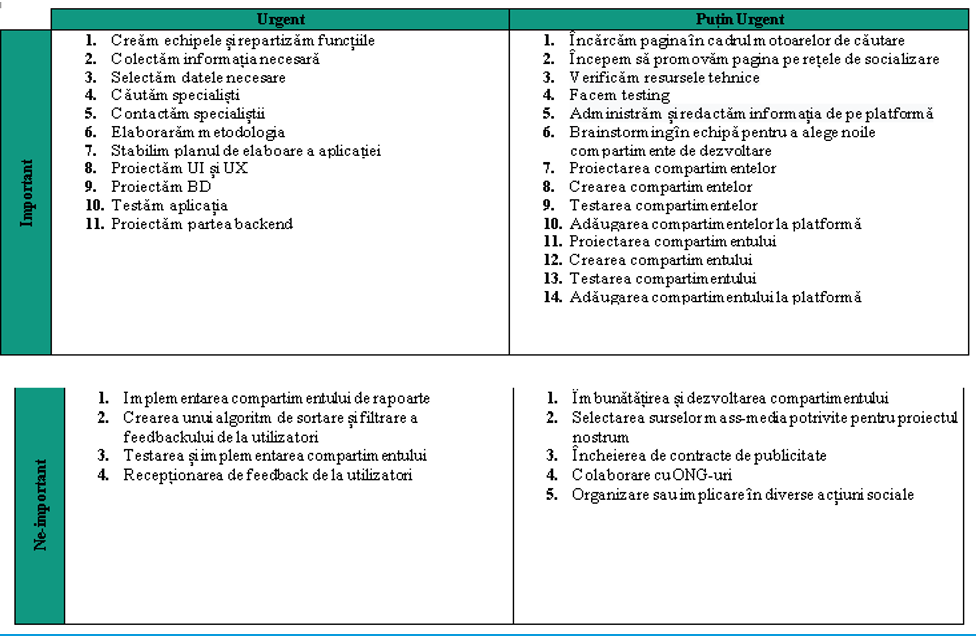 Urgent
Puțin Urgent
Important
1. Creăm echipele și repartizăm funcțiile
2. Colectăm informația necesară
3. Selectăm datele necesare
4. Căutăm specialiști
5. Contactăm specialiștii
6. Elaborarăm metodologia
7. Stabilim planul de elaboare a aplicației
8. Proiectăm UI și UX
9. Proiectăm BD
10. Testăm aplicația
11. Proiectăm partea backend
1. Încărcăm pagina în cadrul motoarelor de căutare
2. Începem să promovăm pagina pe rețele de socializare
3. Verificăm resursele tehnice
4. Facem testing
5. Administrăm și redactăm informația de pe platformă
6. Brainstorming în echipă pentru a alege noile
compartimente de dezvoltare
7. Proiectarea compartimentelor
8. Crearea compartimentelor
9. Testarea compartimentelor
10. Adăugarea compartimentelor la platformă
11. Proiectarea compartimentului
12. Crearea compartimentului
13. Testarea compartimentului
14. Adăugarea compartimentului la platformă
Ne-important
1. Implementarea compartimentului de rapoarte
2. Crearea unui algoritm de sortare și filtrare a
feedbackului de la utilizatori
3. Testarea și implementarea compartimentului
4. Recepționarea de feedback de la utilizatori
1. Îmbunătățirea și dezvoltarea compartimentului
2. Selectarea surselor mass-media potrivite pentru proiectul
nostrum
3. Încheierea de contracte de publicitate
4. Colaborare cu ONG-uri
5. Organizare sau implicare în diverse acțiuni sociale